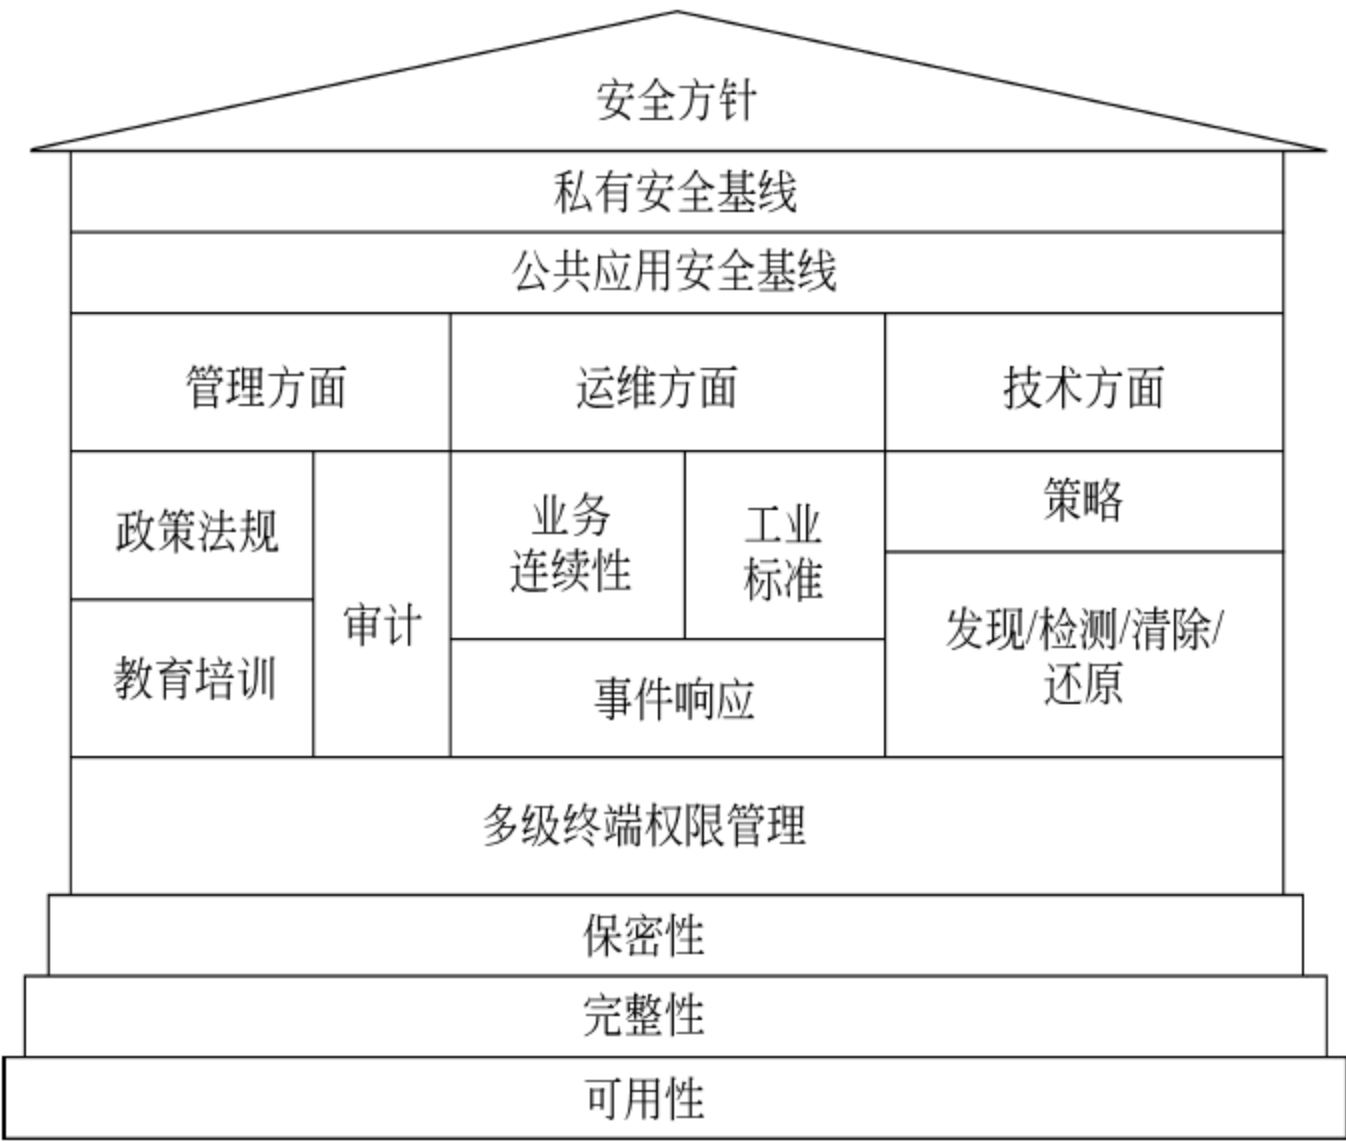 安全方针
私有安全基线
公共应用安全基线
管理方面
运维方面
技术方面
政策法规
教育培训
审计
业务
连续性
工业
标准
事件响应
策略
发现/检测/清除/
还原
多级终端权限管理
保密性
完整性
可用性